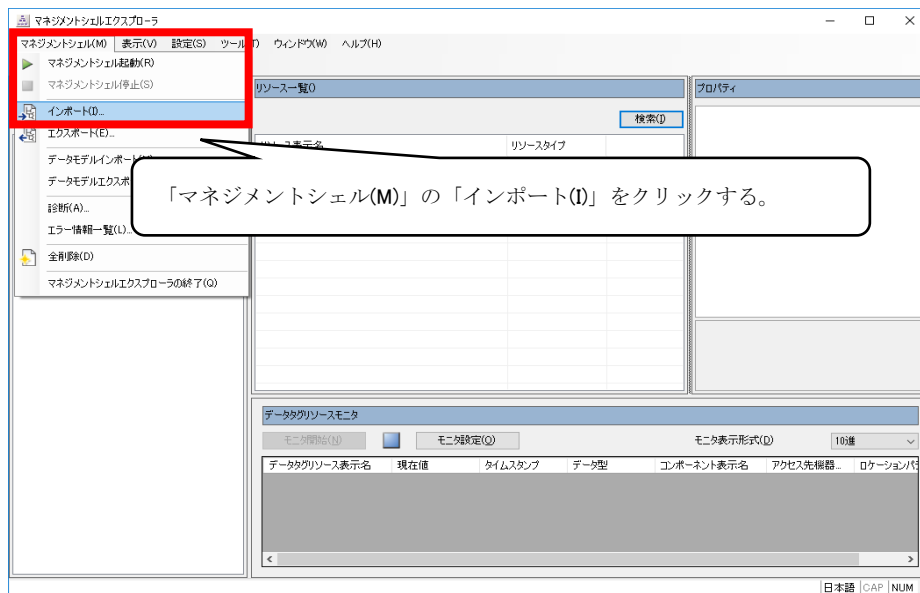 マネジメントシェルエクスプローラ
マネジメントシェル(M) 表示(V) 設定(S) ツール(T) ウィンドウ(W) ヘルプ(H)
マネジメントシェル起動(R)
マネジメントシェル停止(S)
インポート(I)...
エクスポート(E)...
データモデルインポート
データモデルエクスポ
診断(A)...
エラー情報一覧(L)...
全削除(D)
マネジメントシェルエクスプローラの終了(Q)
リソース一覧()
検索(J)
リソース表示名 リソースタイプ
プロパティ
「マネジメントシェル(M)」の「インポート(I)」をクリックする。
データタグリソースモニタ
モニタ開始(N) モニタ設定(O) モニタ表示形式(D) 10進
データタグリソース表示名 現在値 タイムスタンプ データ型 コンポーネント表示名 アクセス先機器... ロケーションパ
日本語 CAP NUM